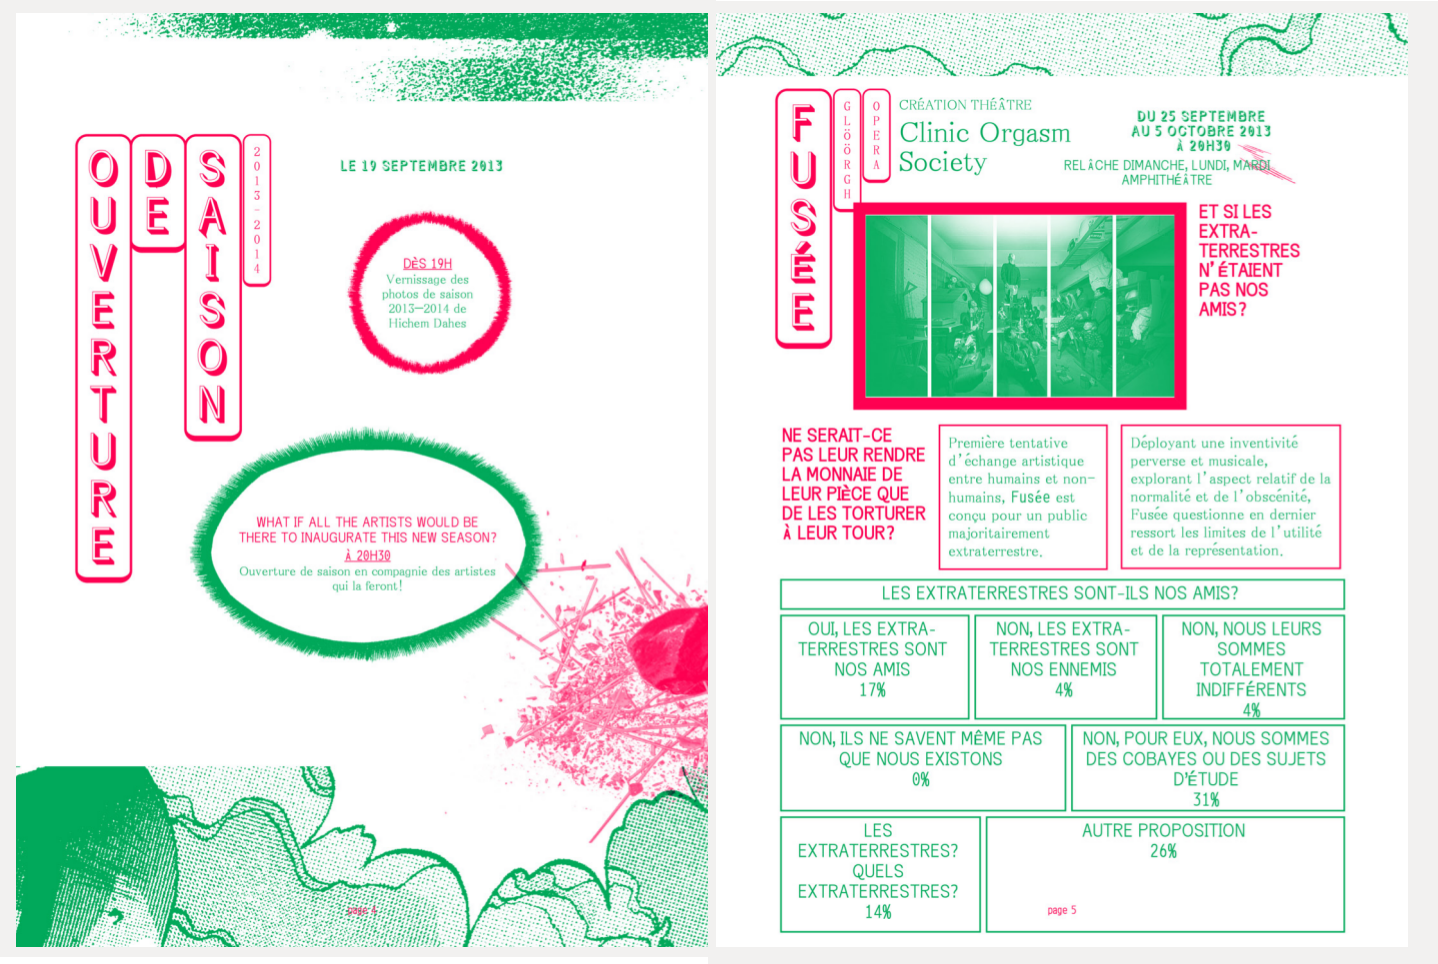 OUVERTURE
DE
SAISON
2013-2014
LE 19 SEPTEMBRE 2013
DÈS 19H
Vernissage des
photos de saison
2013—2014 de
Hichem Dahes
WHAT IF ALL THE ARTISTS WOULD BE
THERE TO INAUGURATE THIS NEW SEASON?
À 20H30
Ouverture de saison en compagnie des artistes
qui la feront!
page 4
FUSÉE
GLÖÖRGH
OPERA
CRÉATION THÉÂTRE
Clinic Orgasm
Society
DU 25 SEPTEMBRE
AU 5 OCTOBRE 2013
À 20H30
RELÂCHE DIMANCHE, LUNDI, MARDI
AMPHITHÉÂTRE
ET SI LES
EXTRA-
TERRESTRES
N'ÉTAIENT
PAS NOS
AMIS?
NE SERAIT-CE
PAS LEUR RENDRE
LA MONNAIE DE
LEUR PIÈCE QUE
DE LES TORTURER
À LEUR TOUR?
Première tentative
d'échange artistique
entre humains et non-
humains, Fusée est
conçu pour un public
majoritairement
extraterrestre.
Déployant une inventivité
perverse et musicale,
explorant l'aspect relatif de la
normalité et de l'obscénité,
Fusée questionne en dernier
ressort les limites de l'utilité
et de la représentation.
LES EXTRATERRESTRES SONT-ILS NOS AMIS?
OUI, LES EXTRA-
TERRESTRES SONT
NOS AMIS
17%
NON, LES EXTRA-
TERRESTRES SONT
NOS ENNEMIS
4%
NON, NOUS LEURS
SOMMES
TOTALEMENT
INDIFFÉRENTS
4%
NON, ILS NE SAVENT MÊME PAS
QUE NOUS EXISTONS
0%
NON, POUR EUX, NOUS SOMMES
DES COBAYES OU DES SUJETS
D'ÉTUDE
31%
LES
EXTRATERRESTRES?
QUELS
EXTRATERRESTRES?
14%
AUTRE PROPOSITION
26%
page 5